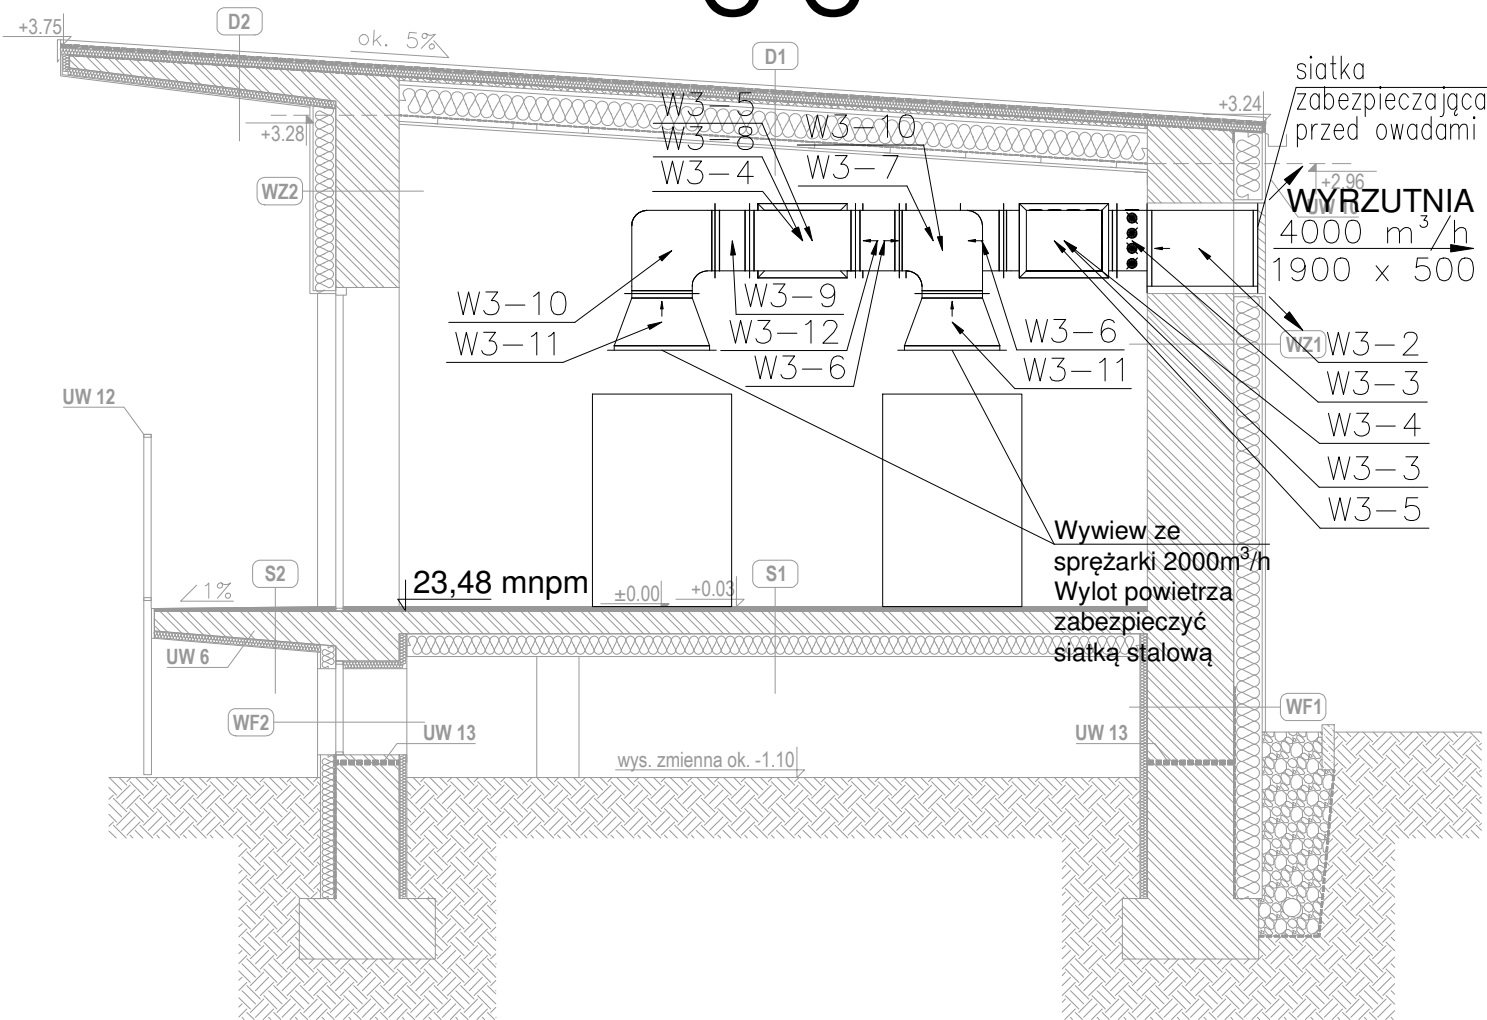 +3.75
D2
ok. 5%
D1
siatka
zabezpieczająca
przed owadami
+3.24
+3.28
W3-5
W3-8
W3-4
W3-10
W3-7
WZ2
+2.96
WYRZUTNIA
4000 m³/h
1900 x 500
W3-10
W3-11
W3-9
W3-12
W3-6
W3-6
W3-11
WZ1
W3-2
W3-3
W3-4
W3-3
W3-5
UW 12
Wywiew ze
sprężarki 2000m³/h
Wylot powietrza
zabezpieczyć
siatką stalową
S2
1%
23,48 mnpm
±0.00
+0.03
S1
UW 6
WF2
UW 13
wys. zmienna ok. -1.10
UW 13
WF1